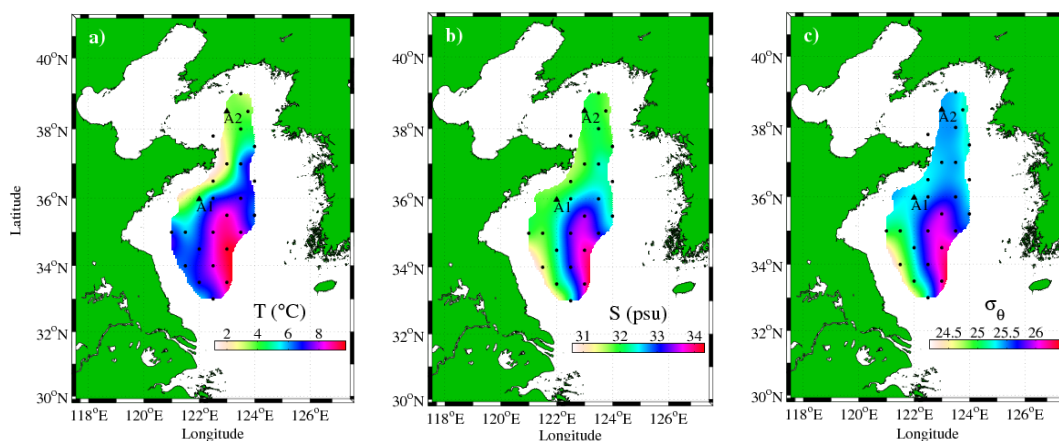 a)
b)
c)
40°N
38°N
36°N
34°N
32°N
30°N
Latitude
A2
A1
T (°C)
2 4 6 8
118°E 120°E 122°E 124°E 126°E
Longitude
40°N
38°N
36°N
34°N
32°N
30°N
A2
A1
S (psu)
31 32 33 34
118°E 120°E 122°E 124°E 126°E
Longitude
40°N
38°N
36°N
34°N
32°N
30°N
A2
A1
σθ
24.5 25 25.5 26
118°E 120°E 122°E 124°E 126°E
Longitude